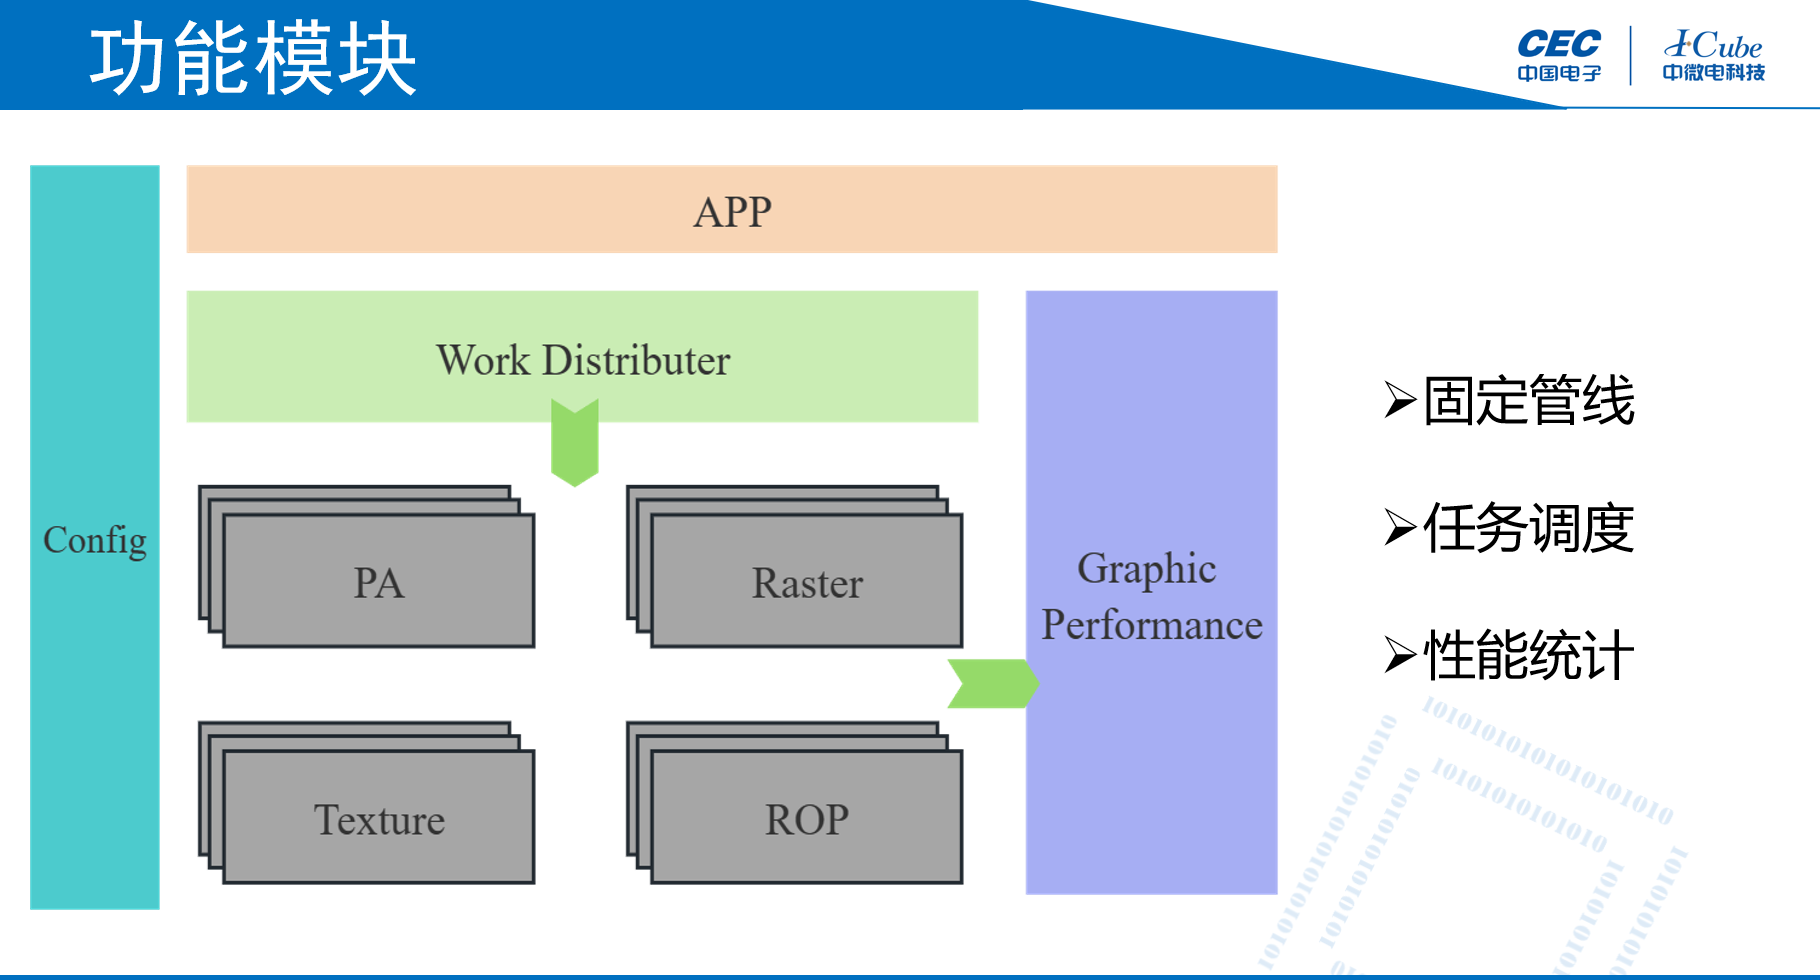 功能模块
CEC
中国电子
I·Cube
中微电科技
APP
Work Distributer
Config
PA
Raster
Graphic
Performance
Texture
ROP
➢固定管线
➢任务调度
➢性能统计